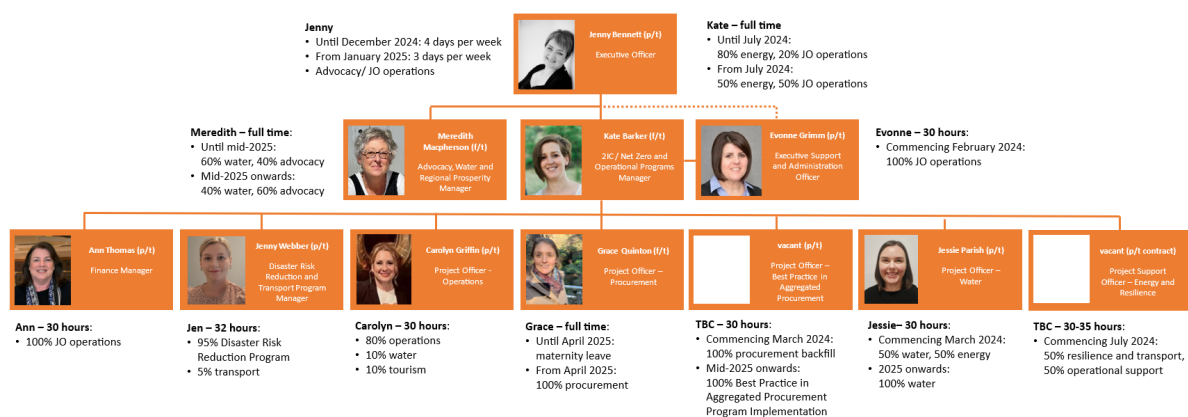 Jenny
• Until December 2024: 4 days per week
• From January 2025: 3 days per week
• Advocacy/ JO operations
Jenny Bennett (p/t)
Executive Officer
Kate – full time
• Until July 2024:
80% energy, 20% JO operations
• From July 2024:
50% energy, 50% JO operations
Meredith – full time:
• Until mid-2025:
60% water, 40% advocacy
• Mid-2025 onwards:
40% water, 60% advocacy
Meredith
Macpherson (f/t)
Advocacy, Water and
Regional Prosperity
Manager
Kate Barker (f/t)
2IC / Net Zero and
Operational Programs
Manager
Evonne Grimm (p/t)
Executive Support
and Administration
Officer
Evonne – 30 hours:
• Commencing February 2024:
100% JO operations
Ann Thomas (p/t)
Finance Manager
Jenny Webber (p/t)
Disaster Risk
Reduction and
Transport Program
Manager
Carolyn Griffin (p/t)
Project Officer -
Operations
Grace Quinton (f/t)
Project Officer –
Procurement
vacant (p/t)
Project Officer –
Best Practice in
Aggregated
Procurement
Jessie Parish (p/t)
Project Officer –
Water
vacant (p/t contract)
Project Support
Officer – Energy and
Resilience
Ann – 30 hours:
• 100% JO operations
Jen – 32 hours:
• 95% Disaster Risk
Reduction Program
• 5% transport
Carolyn – 30 hours:
• 80% operations
• 10% water
• 10% tourism
Grace – full time:
• Until April 2025:
maternity leave
• From April 2025:
100% procurement
TBC – 30 hours:
• Commencing March 2024:
100% procurement backfill
• Mid-2025 onwards:
100% Best Practice in
Aggregated Procurement
Program Implementation
Jessie– 30 hours:
• Commencing March 2024:
50% water, 50% energy
• 2025 onwards:
100% water
TBC – 30-35 hours:
• Commencing July 2024:
50% resilience and transport,
50% operational support